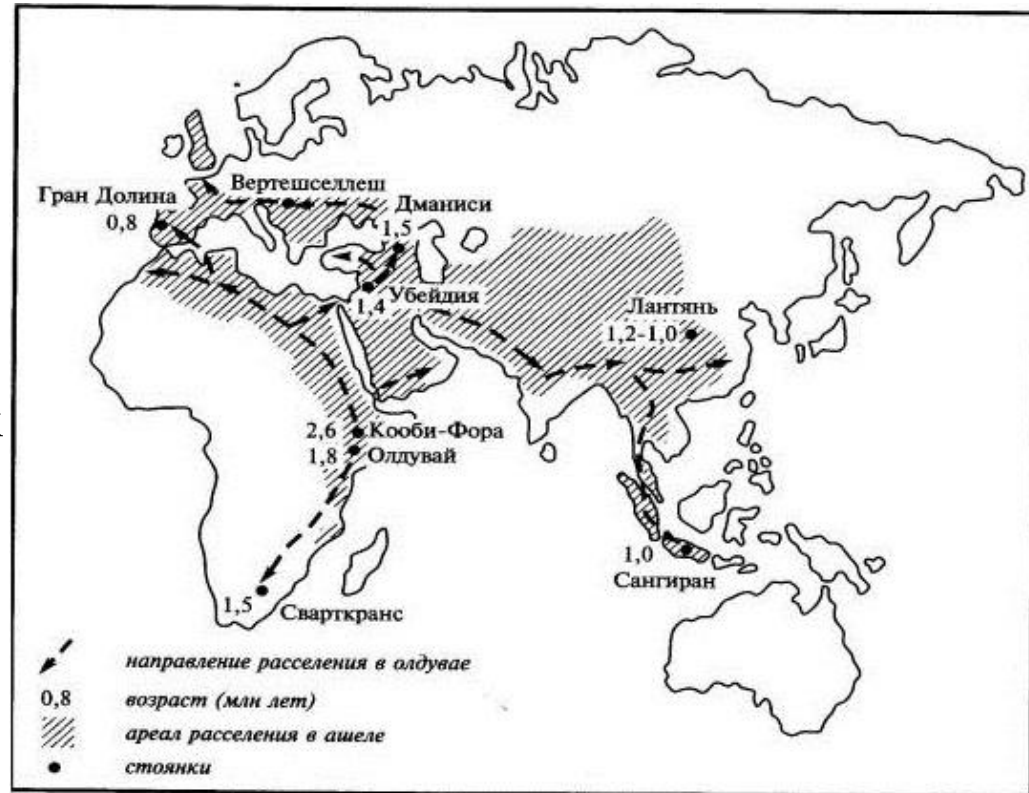 Гран Долина
0,8
Вертешселлеш
Дманиси
1,5
Убейдия
1,4
Лантянь
1,2-1,0
2,6
Кооби-Фора
1,8
Олдувай
1,0
Сангиран
1,5
Сварткранс
направление расселения в олдувае
0,8
возраст (млн лет)
ареал расселения в ашеле
стоянки